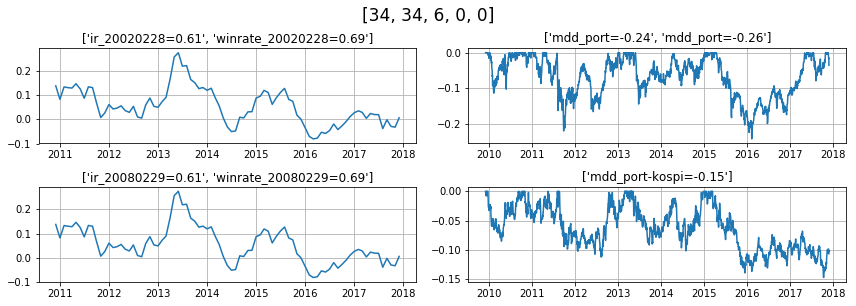 [34, 34, 6, 0, 0]
['ir_20020228=0.61', 'winrate_20020228=0.69']
0.2
0.1
0.0
−0.1
2011 2012 2013 2014 2015 2016 2017 2018
['mdd_port=-0.24', 'mdd_port=-0.26']
0.0
−0.1
−0.2
2010 2011 2012 2013 2014 2015 2016 2017 2018
['ir_20080229=0.61', 'winrate_20080229=0.69']
0.2
0.1
0.0
−0.1
2011 2012 2013 2014 2015 2016 2017 2018
['mdd_port-kospi=-0.15']
0.00
−0.05
−0.10
−0.15
2010 2011 2012 2013 2014 2015 2016 2017 2018